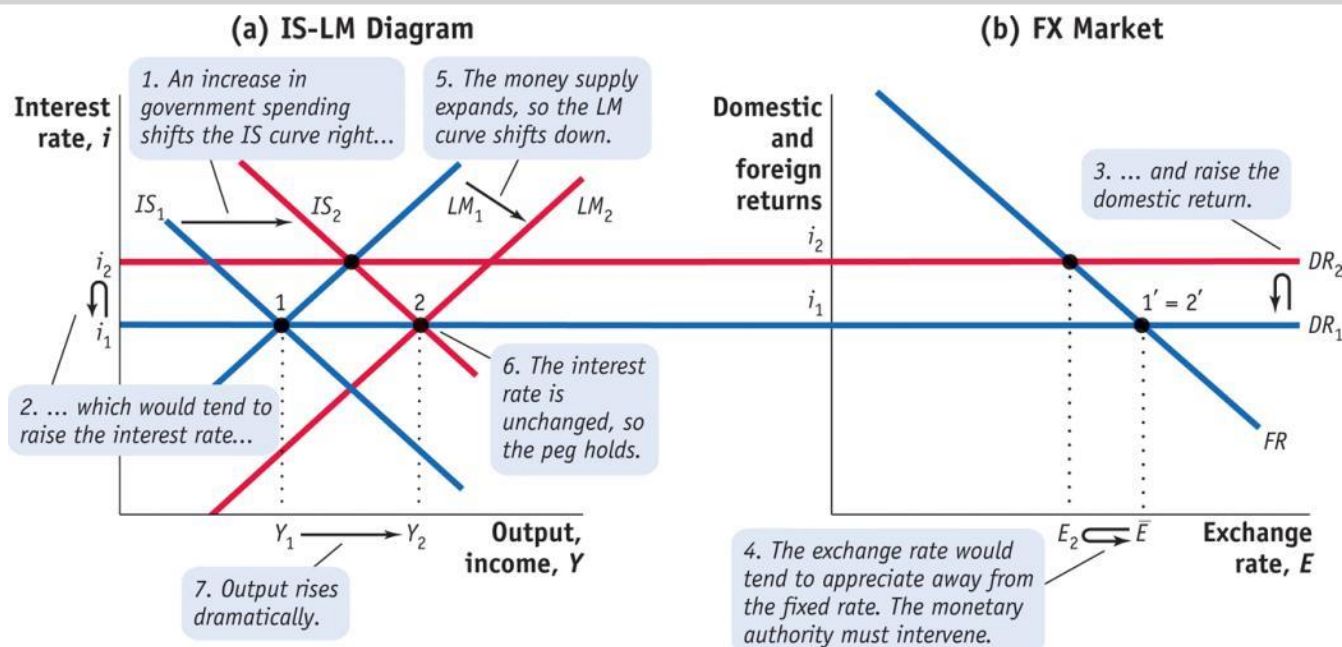 (a) IS-LM Diagram
1. An increase in
government spending
shifts the IS curve right...
5. The money supply
expands, so the LM
curve shifts down.
Interest
rate, i
IS₁
IS₂
LM₁
LM₂
i₂
i₁
1
2
2. ... which would tend to
raise the interest rate...
6. The interest
rate is
unchanged, so
the peg holds.
Y₁
Y₂
Output,
income, Y
7. Output rises
dramatically.
(b) FX Market
Domestic
and
foreign
returns
3. ... and raise the
domestic return.
i₂
DR₂
i₁
1′ = 2′
DR₁
FR
E₂
E̅
Exchange
rate, E
4. The exchange rate would
tend to appreciate away from
the fixed rate. The monetary
authority must intervene.